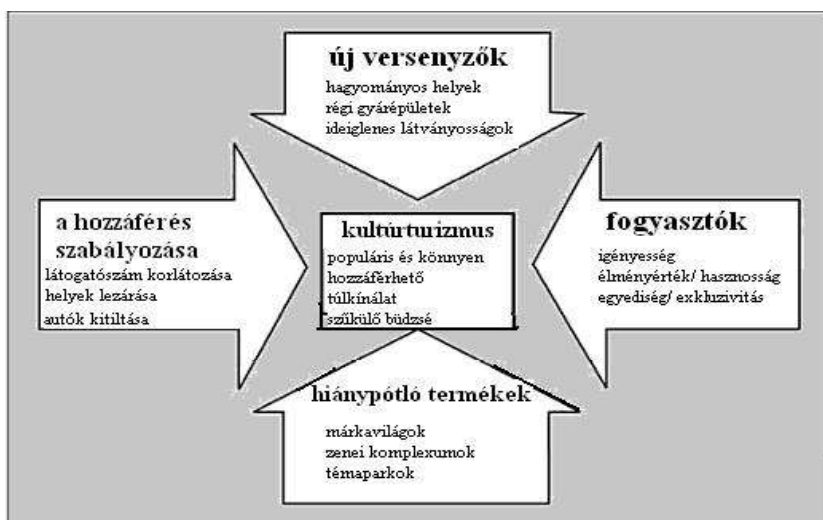 új versenyzők
hagyományos helyek
régi gyárépületek
ideiglenes látványosságok
a hozzáférés
szabályozása
látogatószám korlátozása
helyek lezárása
autók kitiltása
kultúrturizmus
populáris és könnyen
hozzáférhető
túlkínálat
szűkülő büdzsé
fogyasztók
igényesség
élményérték/ hasznosság
egyediség/ exkluzivitás
hiánypótló termékek
márkavilágok
zenei komplexumok
témaparkok